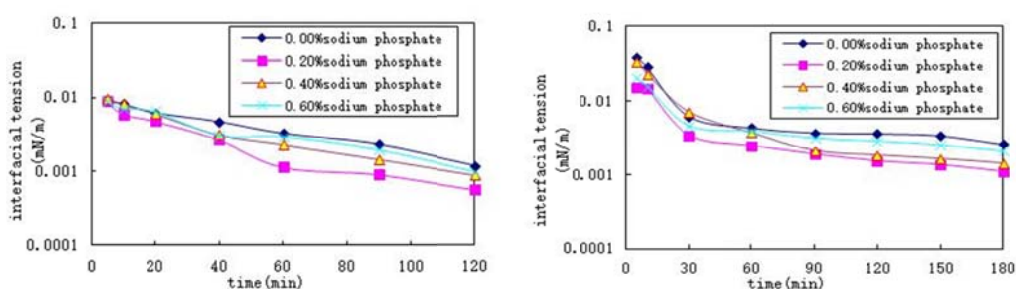 0.1
0.01
0.001
0.0001
interfacial tension
(mN/m)
0.00%sodium phosphate
0.20%sodium phosphate
0.40%sodium phosphate
0.60%sodium phosphate
0 20 40 60 80 100 120
time(min)
0.1
0.01
0.001
0.0001
interfacial tension
(mN/m)
0.00%sodium phosphate
0.20%sodium phosphate
0.40%sodium phosphate
0.60%sodium phosphate
0 30 60 90 120 150 180
time(min)